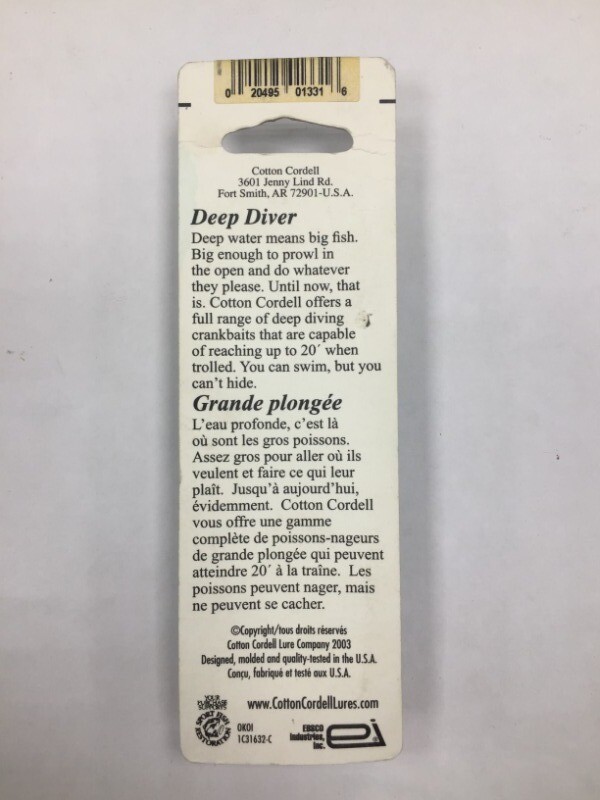 0 20495 01331 6
Cotton Cordell
3601 Jenny Lind Rd.
Fort Smith, AR 72901-U.S.A.
Deep Diver
Deep water means big fish.
Big enough to prowl in
the open and do whatever
they please. Until now, that
is. Cotton Cordell offers a
full range of deep diving
crankbaits that are capable
of reaching up to 20´ when
trolled. You can swim, but you
can't hide.
Grande plongée
L'eau profonde, c'est là
où sont les gros poissons.
Assez gros pour aller où ils
veulent et faire ce qui leur
plaît. Jusqu'à aujourd'hui,
évidemment. Cotton Cordell
vous offre une gamme
complète de poissons-nageurs
de grande plongée qui peuvent
atteindre 20´ à la traîne. Les
poissons peuvent nager, mais
ne peuvent se cacher.
©Copyright/tous droits réservés
Cotton Cordell Lure Company 2003
Designed, molded and quality-tested in the U.S.A.
Conçu, fabriqué et testé aux U.S.A.
YOUR
PURCHASE
SUPPORTS
SPORT FISH
RESTORATION
www.CottonCordellLures.com
OKOI
1C31632-C
EBSCO
Industries,
Inc.
ei